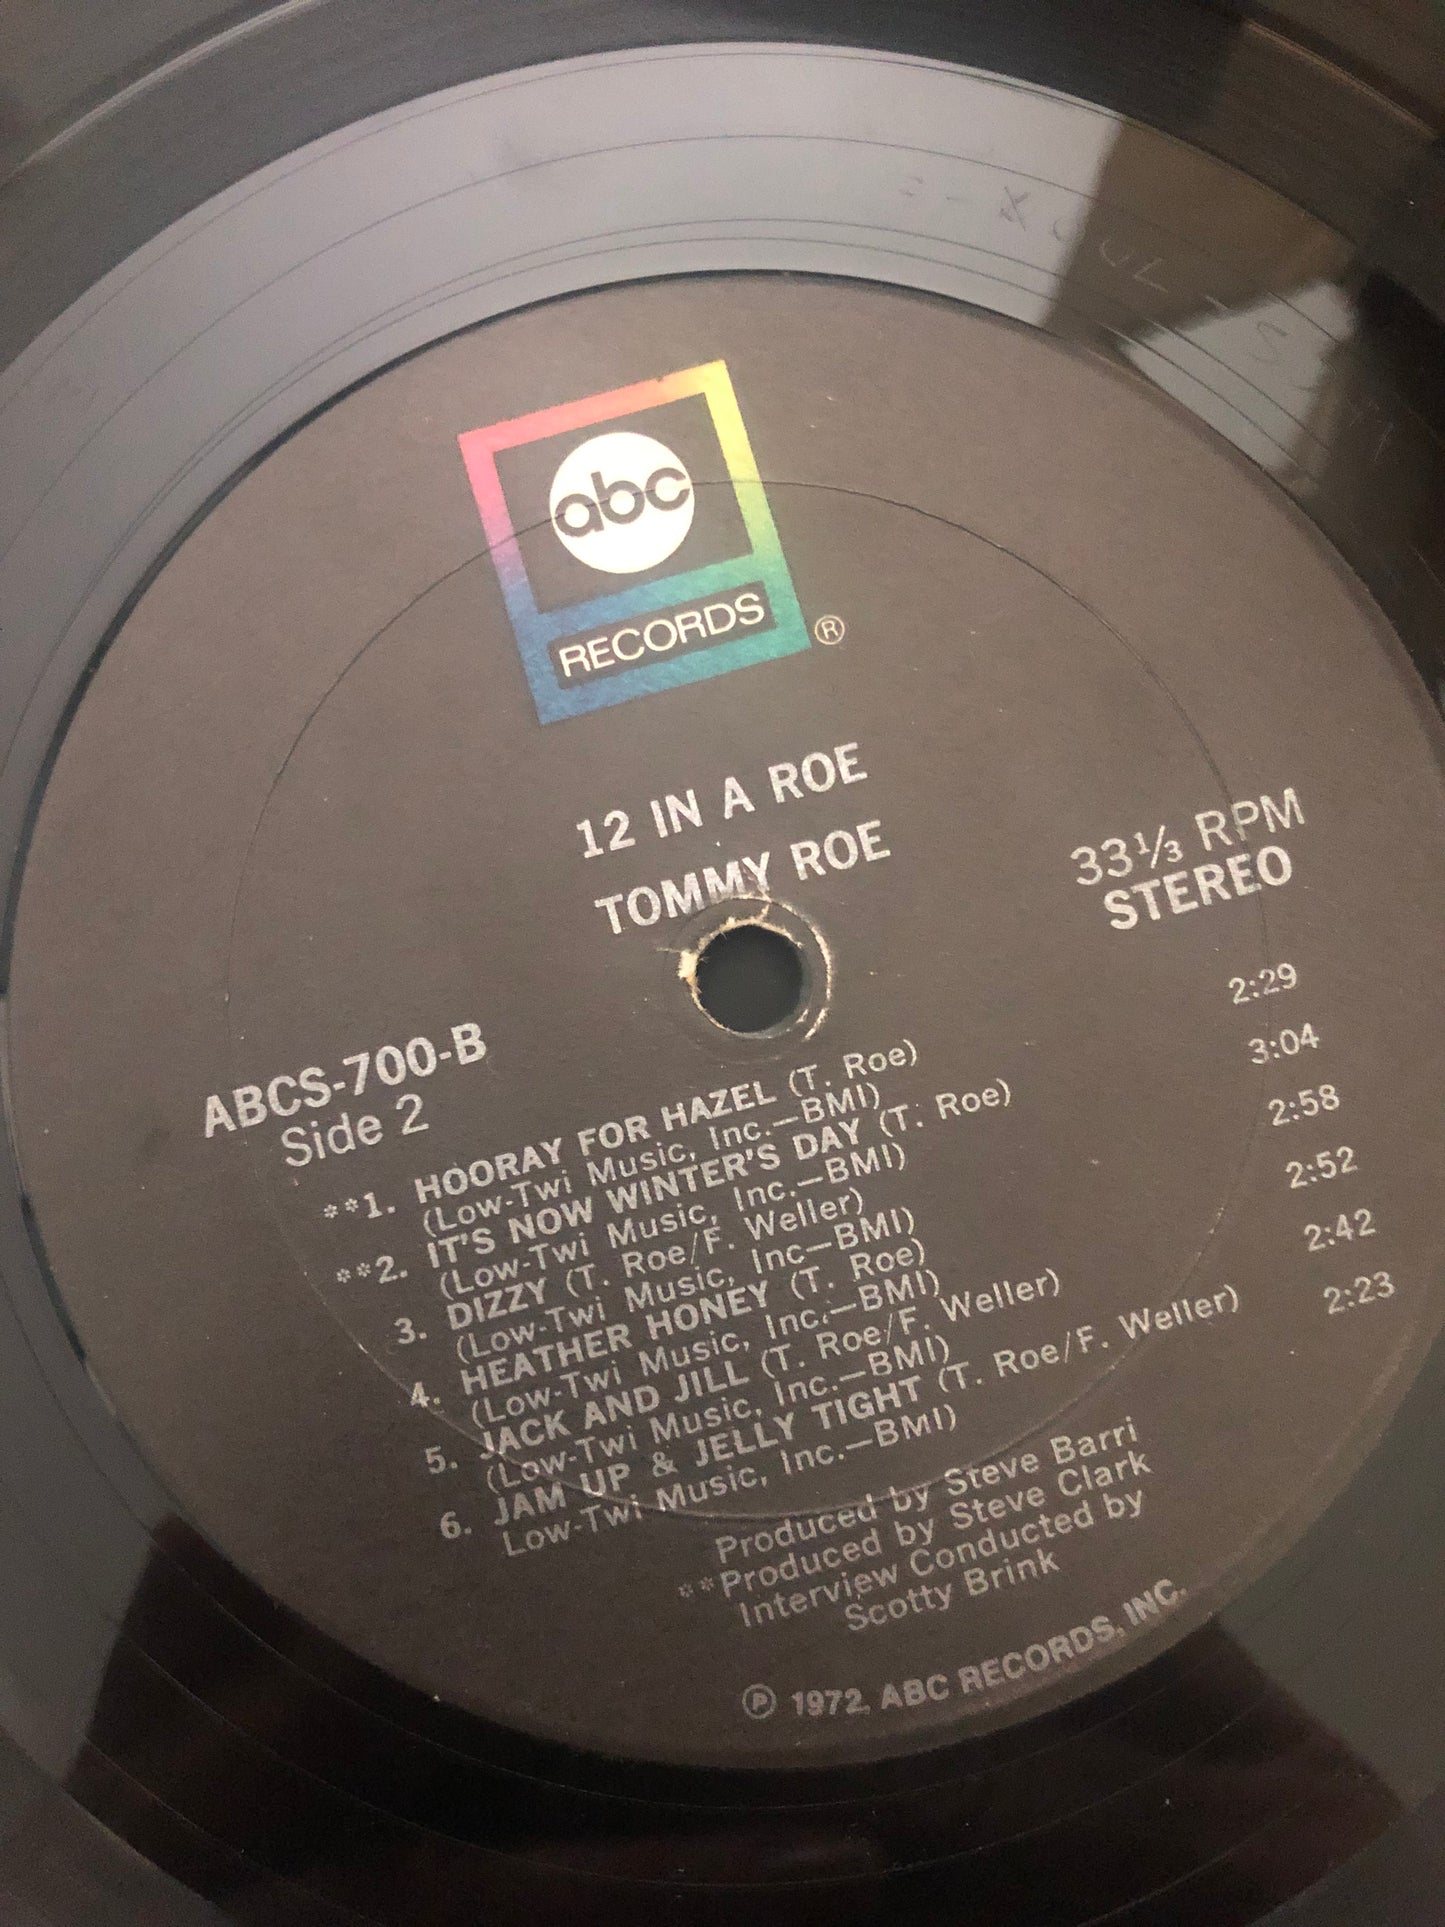 abc
RECORDS ®
12 IN A ROE
TOMMY ROE
33⅓ RPM
STEREO
ABCS-700-B
Side 2
**1. HOORAY FOR HAZEL (T. Roe) 2:29
(Low-Twi Music, Inc.—BMI)
**2. IT'S NOW WINTER'S DAY (T. Roe) 3:04
(Low-Twi Music, Inc.—BMI)
3. DIZZY (T. Roe/F. Weller) 2:58
(Low-Twi Music, Inc—BMI)
4. HEATHER HONEY (T. Roe) 2:52
(Low-Twi Music, Inc.—BMI)
5. JACK AND JILL (T. Roe/F. Weller) 2:42
(Low-Twi Music, Inc.—BMI)
6. JAM UP & JELLY TIGHT (T. Roe/F. Weller) 2:23
Low-Twi Music, Inc.—BMI)
Produced by Steve Barri
**Produced by Steve Clark
Interview Conducted by
Scotty Brink
℗ 1972, ABC RECORDS, INC.